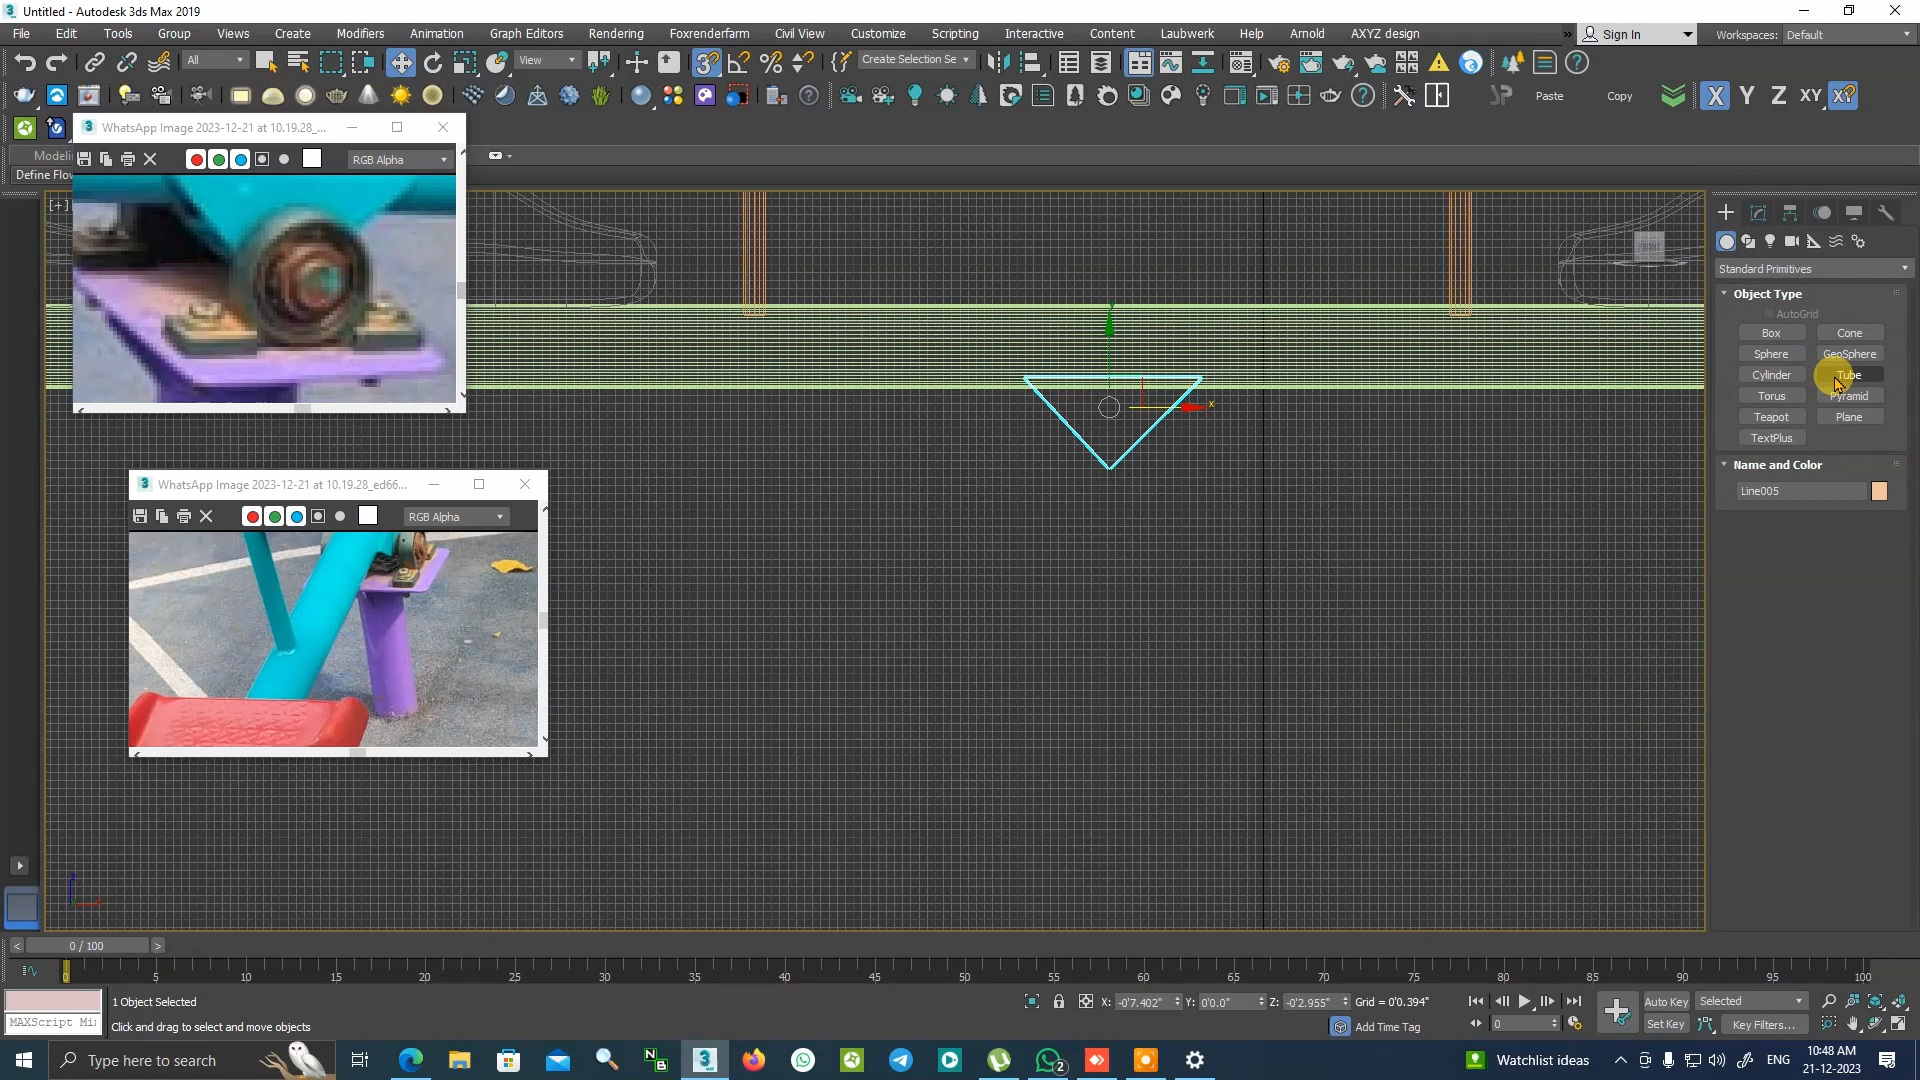 Untitled - Autodesk 3ds Max 2019
File Edit Tools Group Views Create Modifiers Animation Graph Editors Rendering Foxrenderfarm Civil View Customize Scripting Interactive Content Laubwerk Help Arnold AXYZ design
Sign In
Workspaces: Default
All
View
Create Selection Se
Paste Copy X Y Z XY
WhatsApp Image 2023-12-21 at 10.19.28_...
Modeli
RGB Alpha
Define Flo
[+]
FRONT
Standard Primitives
Object Type
AutoGrid
Box Cone
Sphere GeoSphere
Cylinder Tube
Torus Pyramid
Teapot Plane
TextPlus
Name and Color
Line005
x
WhatsApp Image 2023-12-21 at 10.19.28_ed66...
RGB Alpha
0 / 100
0 5 10 15 20 25 30 35 40 45 50 55 60 65 70 75 80 85 90 95 100
1 Object Selected
X: -0'7.402" Y: 0'0.0" Z: -0'2.955" Grid = 0'0.394"
Auto Key Selected
MAXScript Mi
Click and drag to select and move objects
Add Time Tag
0
Set Key Key Filters...
Type here to search
Watchlist ideas
ENG
10:48 AM
21-12-2023